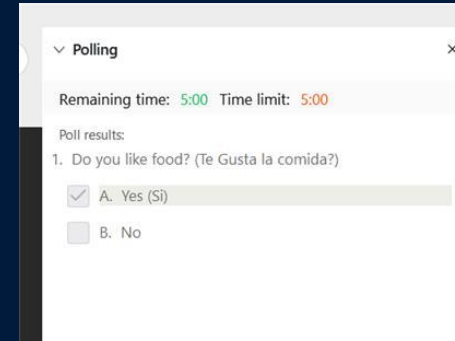 Polling
Remaining time: 5:00 Time limit: 5:00
Poll results:
1. Do you like food? (Te Gusta la comida?)
A. Yes (Si)
B. No